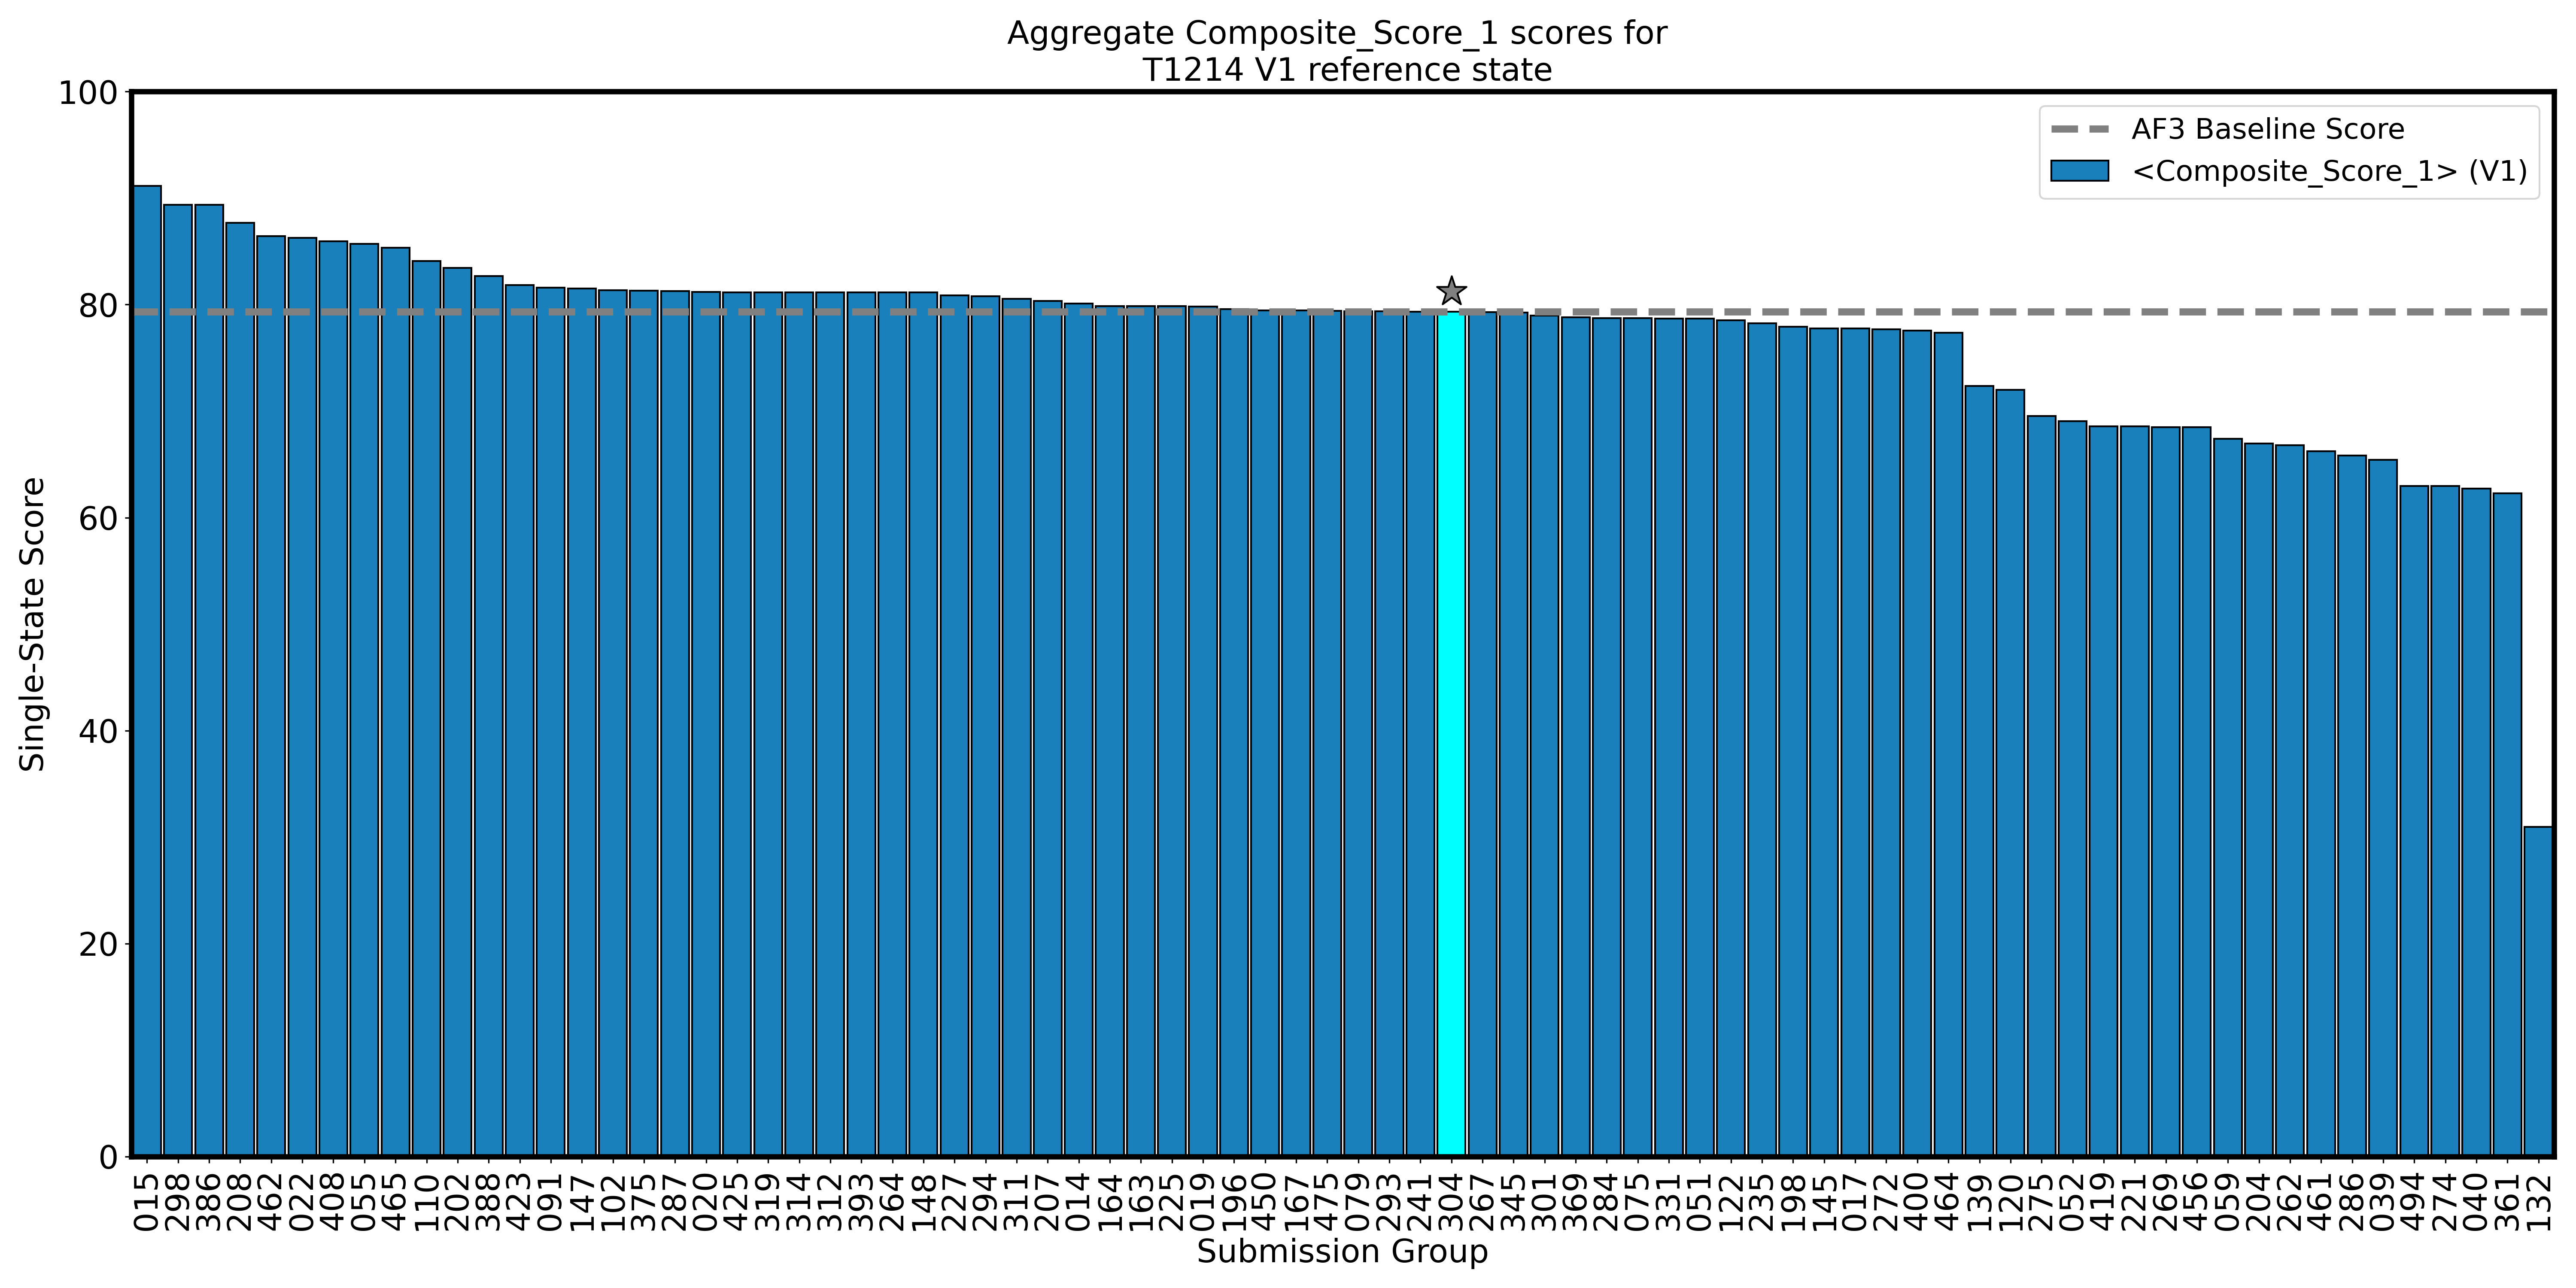 Aggregate Composite_Score_1 scores for
T1214 V1 reference state
AF3 Baseline Score
<Composite_Score_1> (V1)
Single-State Score
100
80
60
40
20
0
015 298 386 208 462 022 408 055 465 110 202 388 423 091 147 102 375 287 020 425 319 314 312 393 264 148 227 294 311 207 014 164 163 225 019 196 450 167 475 079 293 241 304 267 345 301 369 284 075 331 051 122 235 198 145 017 272 400 464 139 120 275 052 419 221 269 456 059 204 262 461 286 039 494 274 040 361 132
Submission Group